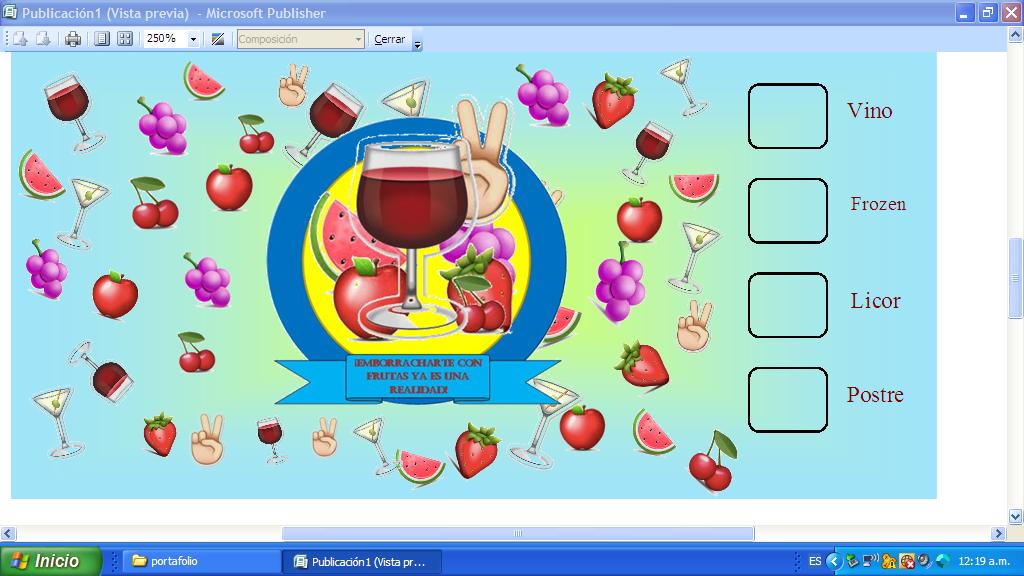 Publicación1 (Vista previa) - Microsoft Publisher
250% Composición Cerrar
Vino
Frozen
Licor
Postre
¡EMBORRACHARTE CON
FRUTAS YA ES UNA
REALIDAD!
Inicio portafolio Publicación1 (Vista pr... ES 12:19 a.m.